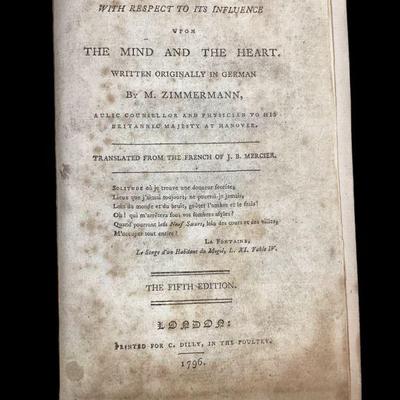 WITH RESPECT TO ITS INFLUENCE
UPON
THE MIND AND THE HEART.
WRITTEN ORIGINALLY IN GERMAN
BY M. ZIMMERMANN,
AULIC COUNSELLOR AND PHYSICIAN TO HIS
BRITANNIC MAJESTY AT HANOVER.
TRANSLATED FROM THE FRENCH OF J. B. MERCIER.
SOLITUDE où je trouve une douceur secrète,
Lieux que j'aimai toujours, ne pourrai-je jamais,
Loin du monde et du bruit, goûter l'ombre et le frais!
Oh! qui m'arrêtera sous vos sombres asyles?
Quand pourront les Neuf Sœurs, loin des cours et des villes,
M'occuper tout entier!
LA FONTAINE,
Le Songe d'un Habitant du Mogol, L. XI. Fable IV.
THE FIFTH EDITION.
LONDON:
PRINTED FOR C. DILLY, IN THE POULTRY.
1796.